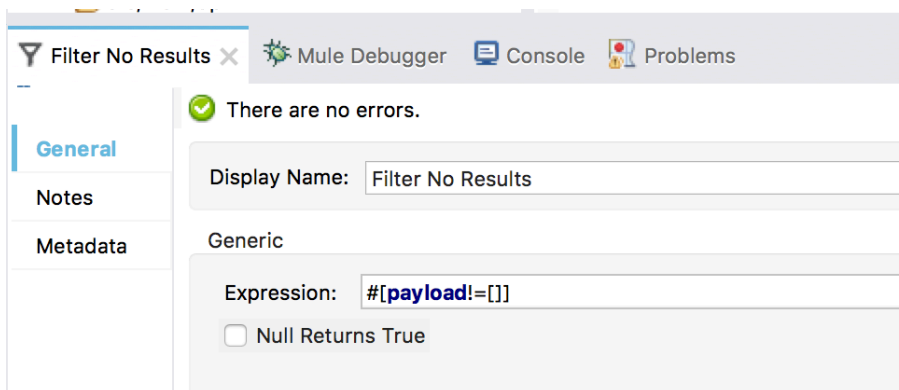 Filter No Results Mule Debugger Console Problems
There are no errors.
General
Display Name: Filter No Results
Notes
Metadata
Generic
Expression: #[payload!=[]]
Null Returns True